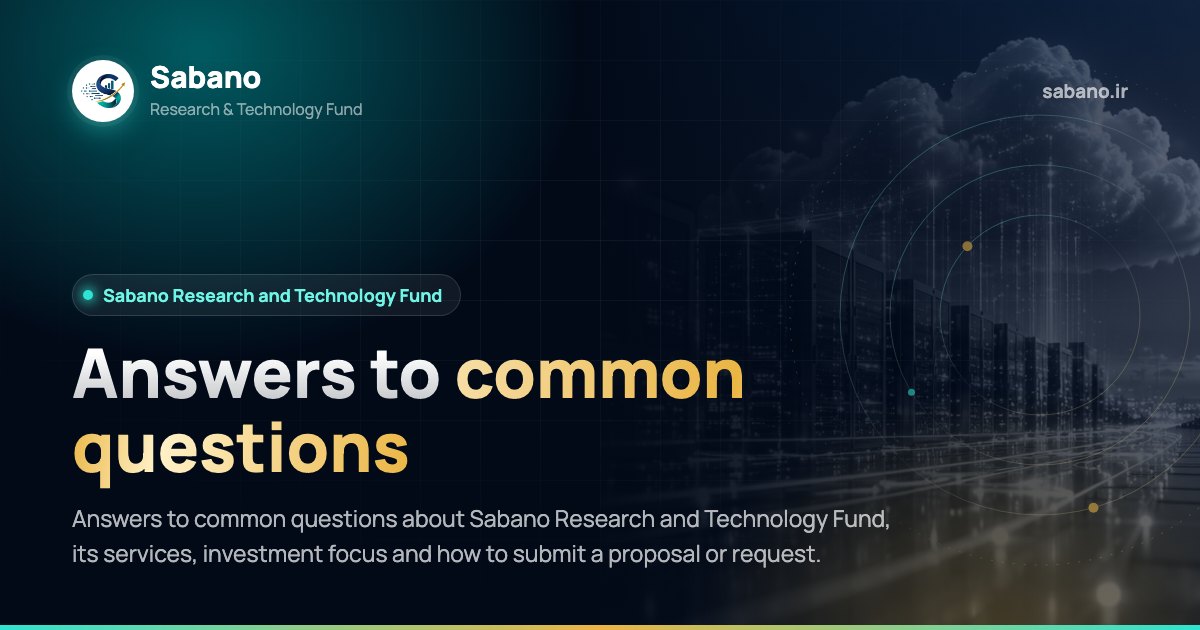 Sabano
Research & Technology Fund
sabano.ir
Sabano Research and Technology Fund
Answers to common
questions
Answers to common questions about Sabano Research and Technology Fund,
its services, investment focus and how to submit a proposal or request.